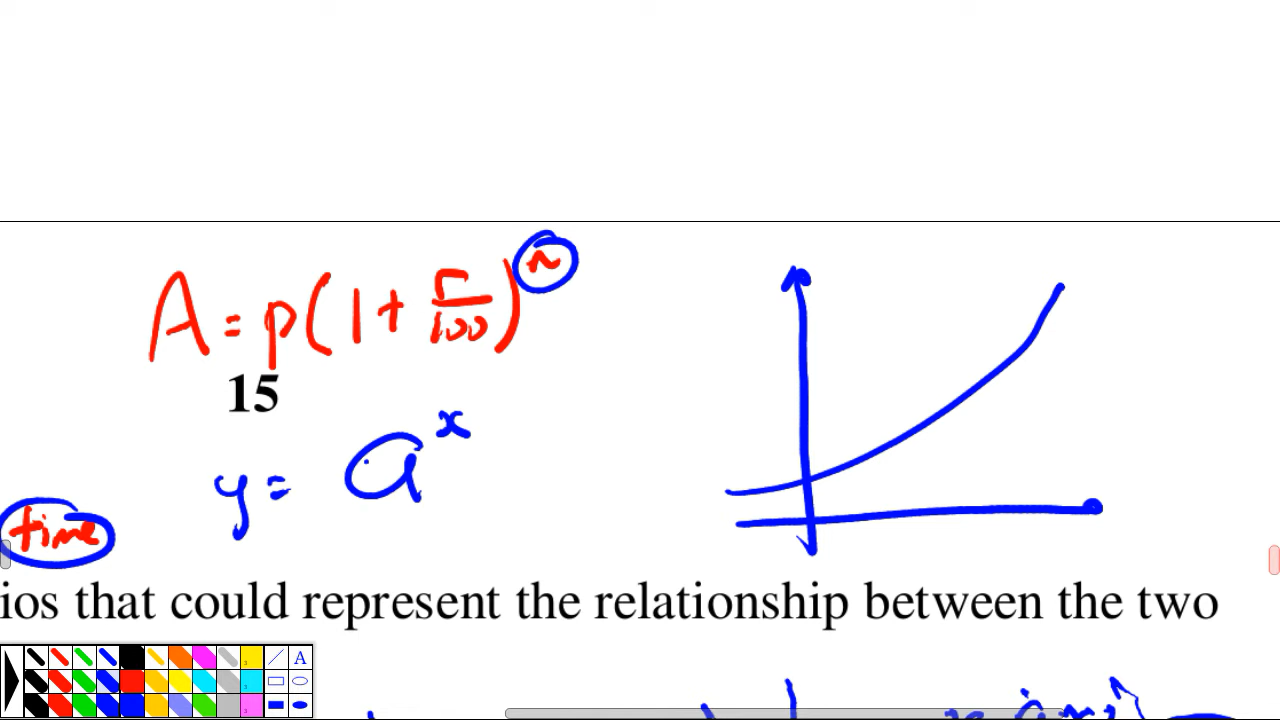 A = p(1 + r/100)^n
15
y = a^x
time
ios that could represent the relationship between the two
A